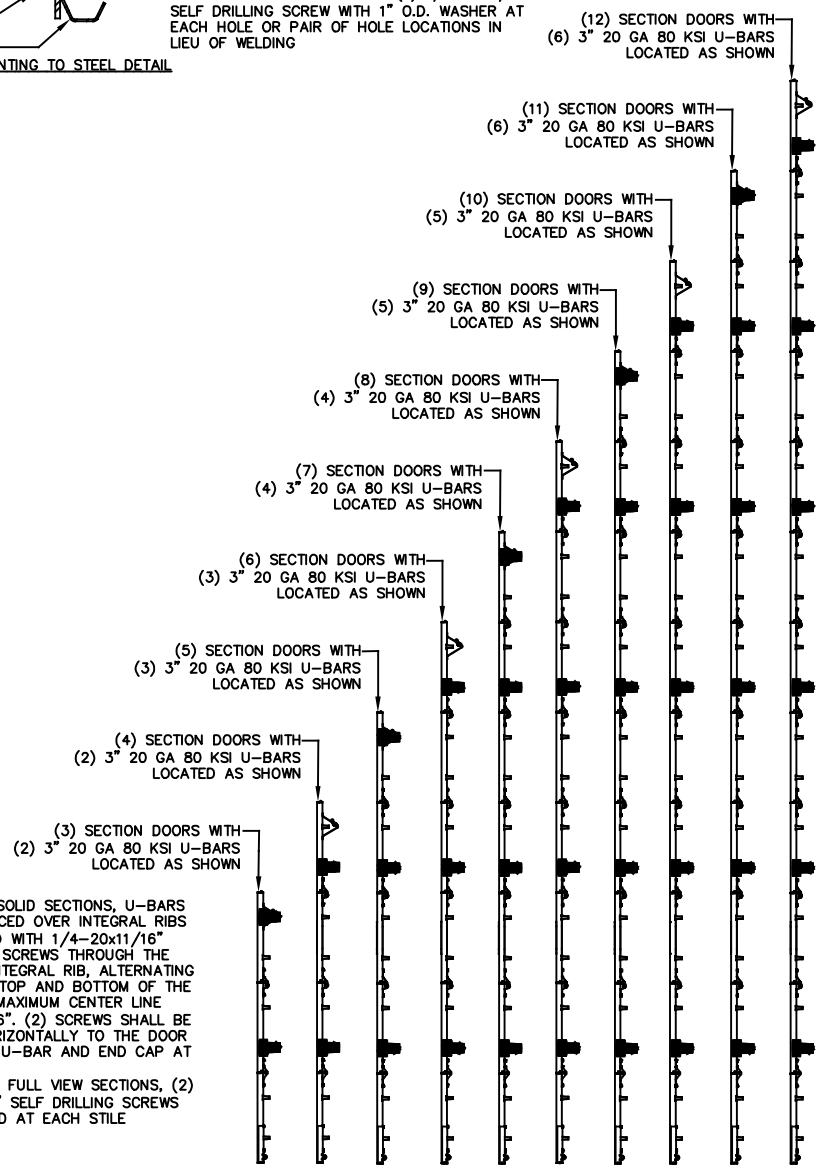 SELF DRILLING SCREW WITH 1" O.D. WASHER AT
EACH HOLE OR PAIR OF HOLE LOCATIONS IN
LIEU OF WELDING
NTING TO STEEL DETAIL
(12) SECTION DOORS WITH
(6) 3" 20 GA 80 KSI U-BARS
LOCATED AS SHOWN
(11) SECTION DOORS WITH
(6) 3" 20 GA 80 KSI U-BARS
LOCATED AS SHOWN
(10) SECTION DOORS WITH
(5) 3" 20 GA 80 KSI U-BARS
LOCATED AS SHOWN
(9) SECTION DOORS WITH
(5) 3" 20 GA 80 KSI U-BARS
LOCATED AS SHOWN
(8) SECTION DOORS WITH
(4) 3" 20 GA 80 KSI U-BARS
LOCATED AS SHOWN
(7) SECTION DOORS WITH
(4) 3" 20 GA 80 KSI U-BARS
LOCATED AS SHOWN
(6) SECTION DOORS WITH
(3) 3" 20 GA 80 KSI U-BARS
LOCATED AS SHOWN
(5) SECTION DOORS WITH
(3) 3" 20 GA 80 KSI U-BARS
LOCATED AS SHOWN
(4) SECTION DOORS WITH
(2) 3" 20 GA 80 KSI U-BARS
LOCATED AS SHOWN
(3) SECTION DOORS WITH
(2) 3" 20 GA 80 KSI U-BARS
LOCATED AS SHOWN
SOLID SECTIONS, U-BARS
CED OVER INTEGRAL RIBS
WITH 1/4-20x11/16"
SCREWS THROUGH THE
NTEGRAL RIB, ALTERNATING
TOP AND BOTTOM OF THE
MAXIMUM CENTER LINE
6". (2) SCREWS SHALL BE
RIZONTALLY TO THE DOOR
U-BAR AND END CAP AT
FULL VIEW SECTIONS, (2)
" SELF DRILLING SCREWS
D AT EACH STILE